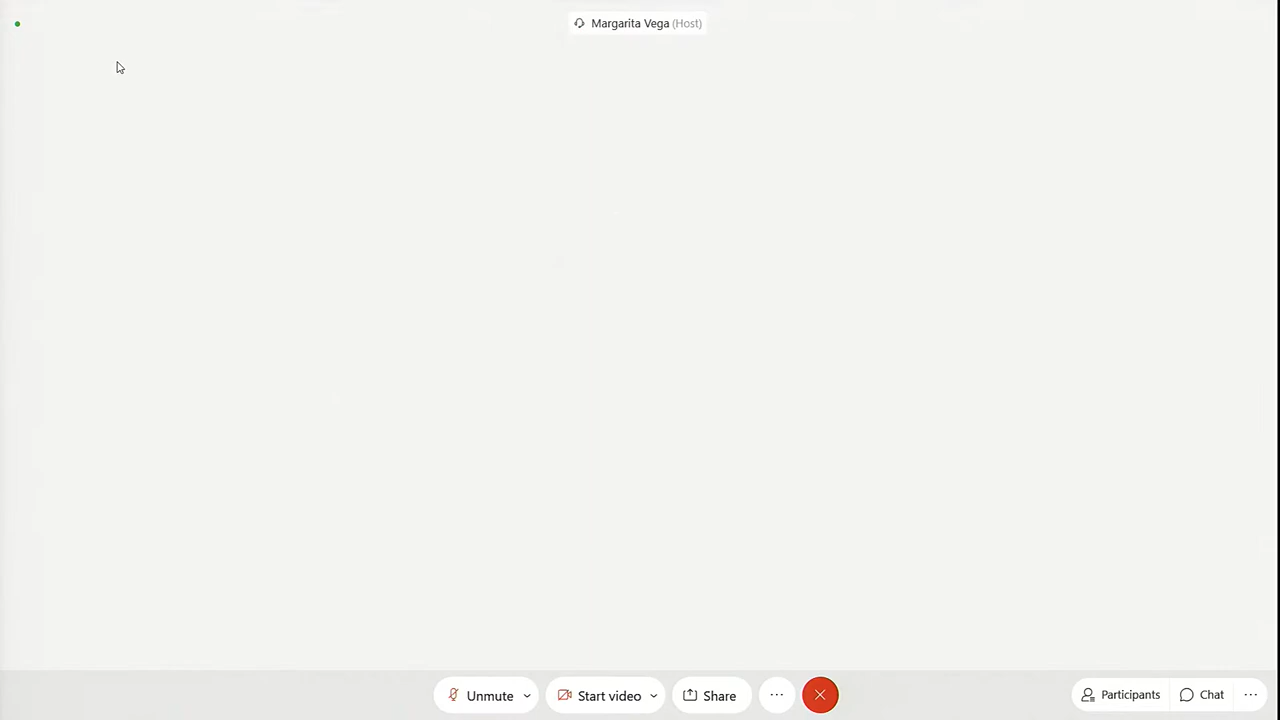 Margarita Vega (Host)
Unmute
Start video
Share
Participants
Chat